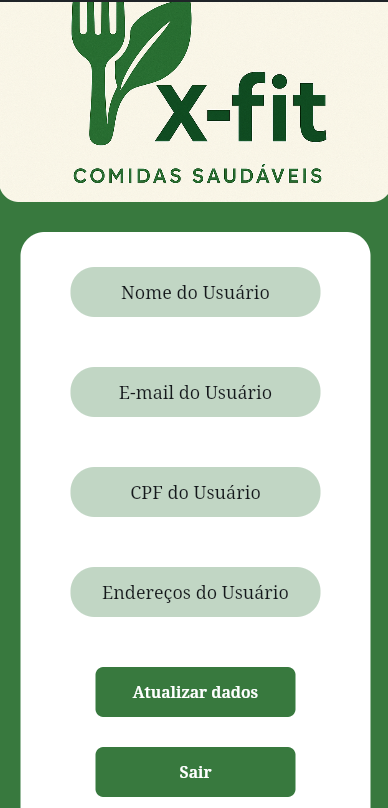 x-fit
COMIDAS SAUDÁVEIS
Nome do Usuário
E-mail do Usuário
CPF do Usuário
Endereços do Usuário
Atualizar dados
Sair